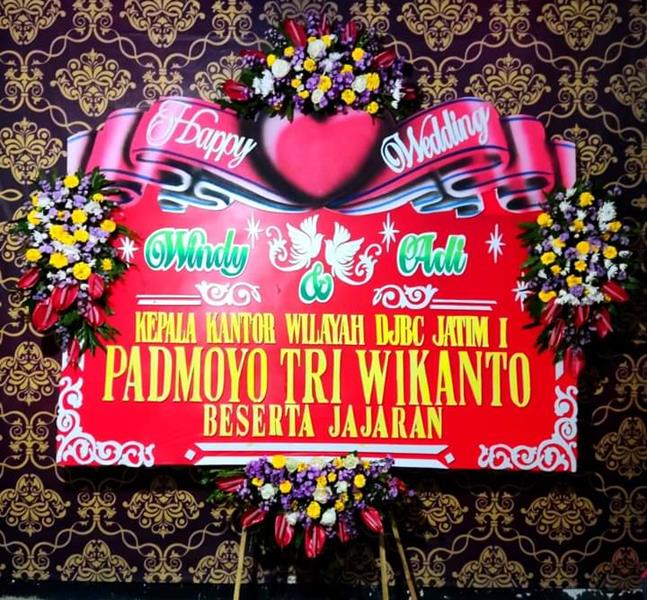 Happy Wedding
Windy & Adi
KEPALA KANTOR WILAYAH DJBC JATIM I
PADMOYO TRI WIKANTO
BESERTA JAJARAN